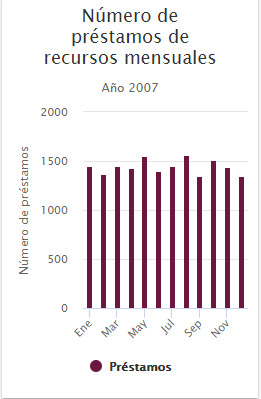 Número de
préstamos de
recursos mensuales
Año 2007
Número de préstamos
2000
1500
1000
500
0
Ene
Mar
May
Jul
Sep
Nov
Préstamos